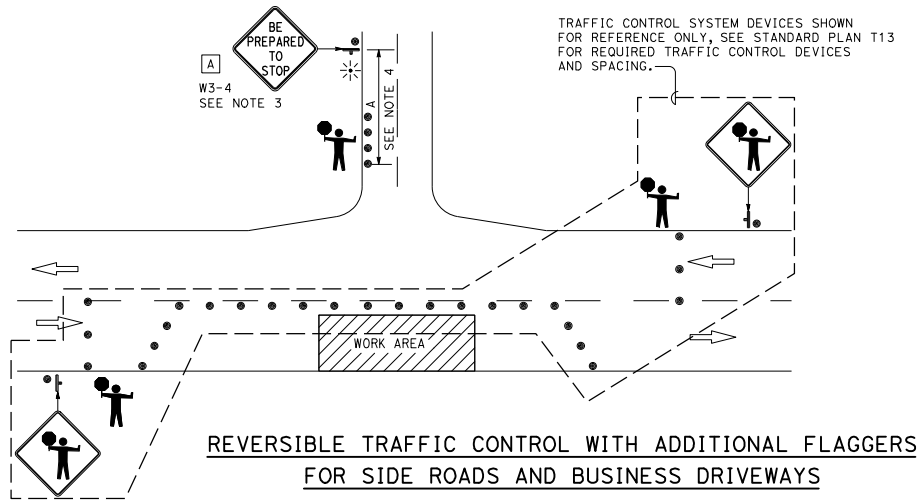 BE
PREPARED
TO
STOP
A
W3-4
SEE NOTE 3
A
SEE NOTE 4
TRAFFIC CONTROL SYSTEM DEVICES SHOWN
FOR REFERENCE ONLY, SEE STANDARD PLAN T13
FOR REQUIRED TRAFFIC CONTROL DEVICES
AND SPACING.
WORK AREA
REVERSIBLE TRAFFIC CONTROL WITH ADDITIONAL FLAGGERS
FOR SIDE ROADS AND BUSINESS DRIVEWAYS